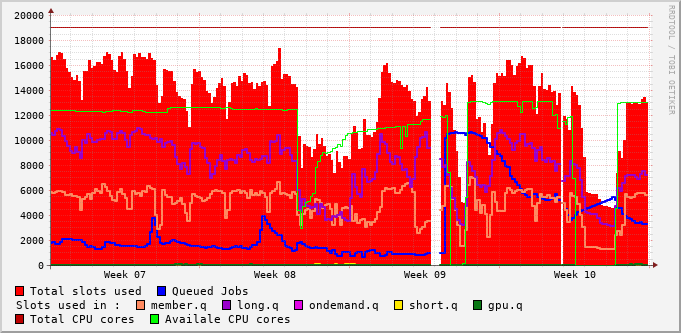 20000
18000
16000
14000
12000
10000
8000
6000
4000
2000
0
Week 07 Week 08 Week 09 Week 10
RRDTOOL / TOBI OETIKER
Total slots used Queued Jobs
Slots used in : member.q long.q ondemand.q short.q gpu.q
Total CPU cores Availale CPU cores